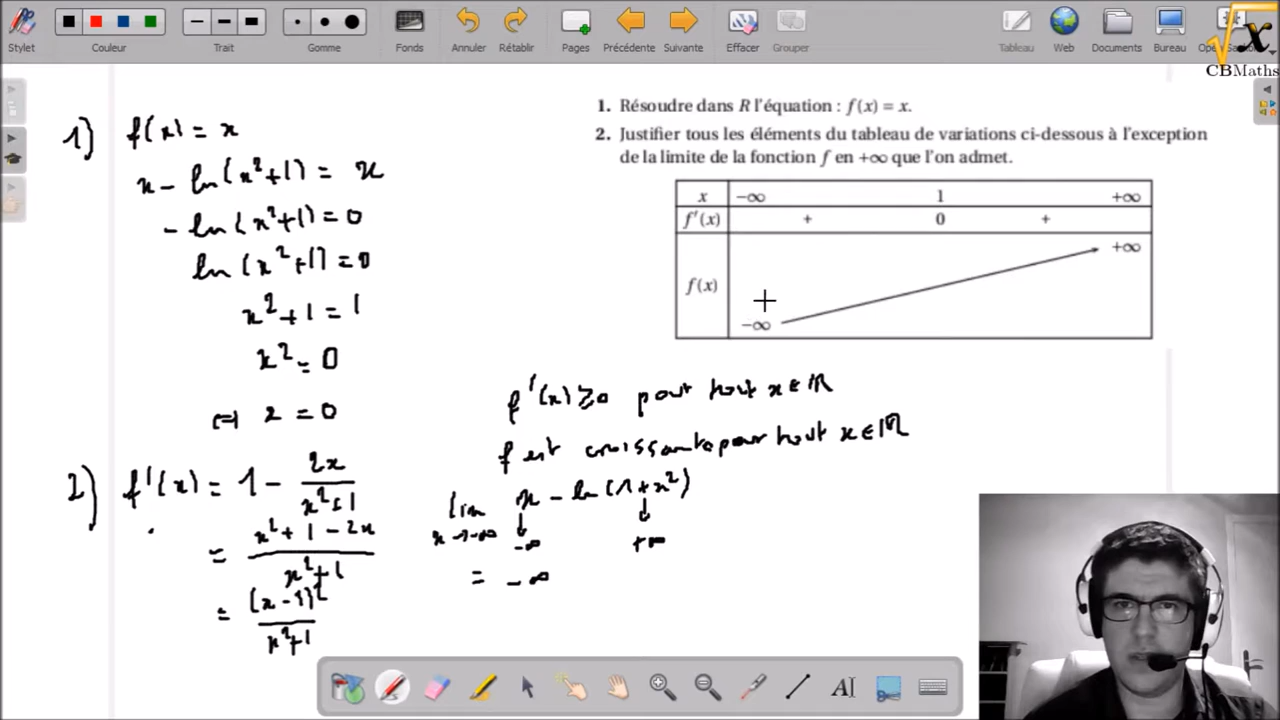 Stylet
Couleur
Trait
Gomme
Fonds
Annuler
Rétablir
Pages
Précédente
Suivante
Effacer
Grouper
Tableau
Web
Documents
Bureau
CBMaths
1. Résoudre dans R l'équation : f(x) = x.
2. Justifier tous les éléments du tableau de variations ci-dessous à l'exception
de la limite de la fonction f en +∞ que l'on admet.
x −∞ 1 +∞
f'(x) + 0 +
f(x) −∞ +∞
1) f(x) = x
x - ln(x²+1) = x
- ln(x²+1) = 0
ln(x²+1) = 0
x²+1 = 1
x² = 0
⟺ x = 0
2) f'(x) = 1 - 2x / x²+1
= x²+1-2x / x²+1
= (x-1)² / x²+1
f'(x) ≥ 0 pour tout x ∈ ℝ
f est croissante pour tout x ∈ ℝ
lim x→-∞ x - ln(1+x²)
↓ -∞ ↓ +∞
= -∞
AI